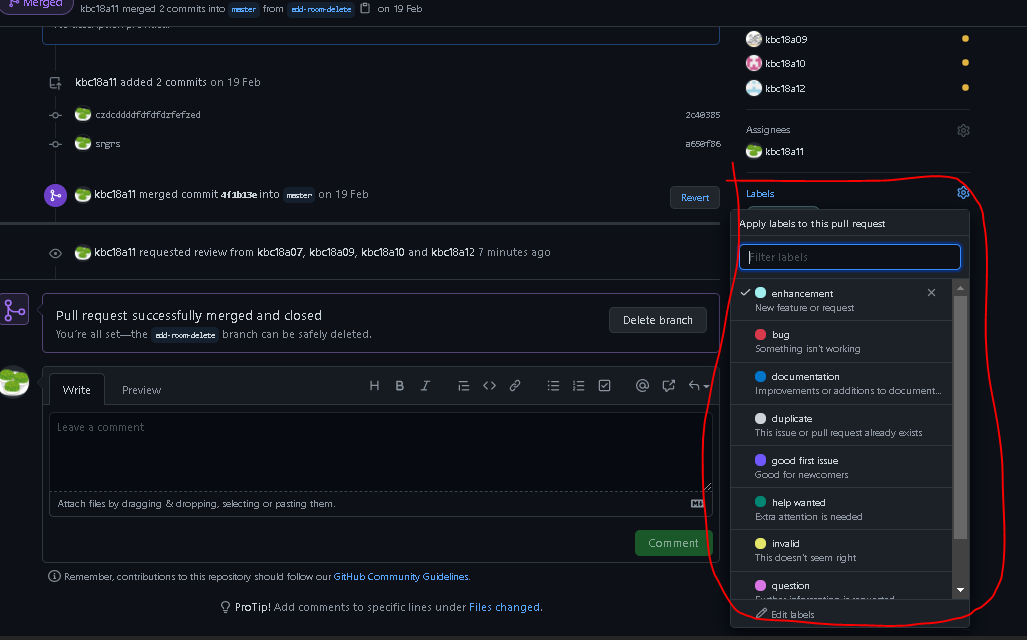 Merged
kbc18a11 merged 2 commits into master from add-room-delete on 19 Feb
kbc18a11 added 2 commits on 19 Feb
czdcddddfdfdfdzfefzed 2c40385
srgrs a650f86
kbc18a11 merged commit 4f1b13e into master on 19 Feb
Revert
kbc18a11 requested review from kbc18a07, kbc18a09, kbc18a10 and kbc18a12 7 minutes ago
Pull request successfully merged and closed
You're all set—the add-room-delete branch can be safely deleted.
Delete branch
Write Preview
H B I
Leave a comment
Attach files by dragging & dropping, selecting or pasting them.
Comment
Remember, contributions to this repository should follow our GitHub Community Guidelines.
ProTip! Add comments to specific lines under Files changed.
kbc18a09
kbc18a10
kbc18a12
Assignees
kbc18a11
Labels
Apply labels to this pull request
Filter labels
enhancement
New feature or request
bug
Something isn't working
documentation
Improvements or additions to document...
duplicate
This issue or pull request already exists
good first issue
Good for newcomers
help wanted
Extra attention is needed
invalid
This doesn't seem right
question
Further information is requested
Edit labels